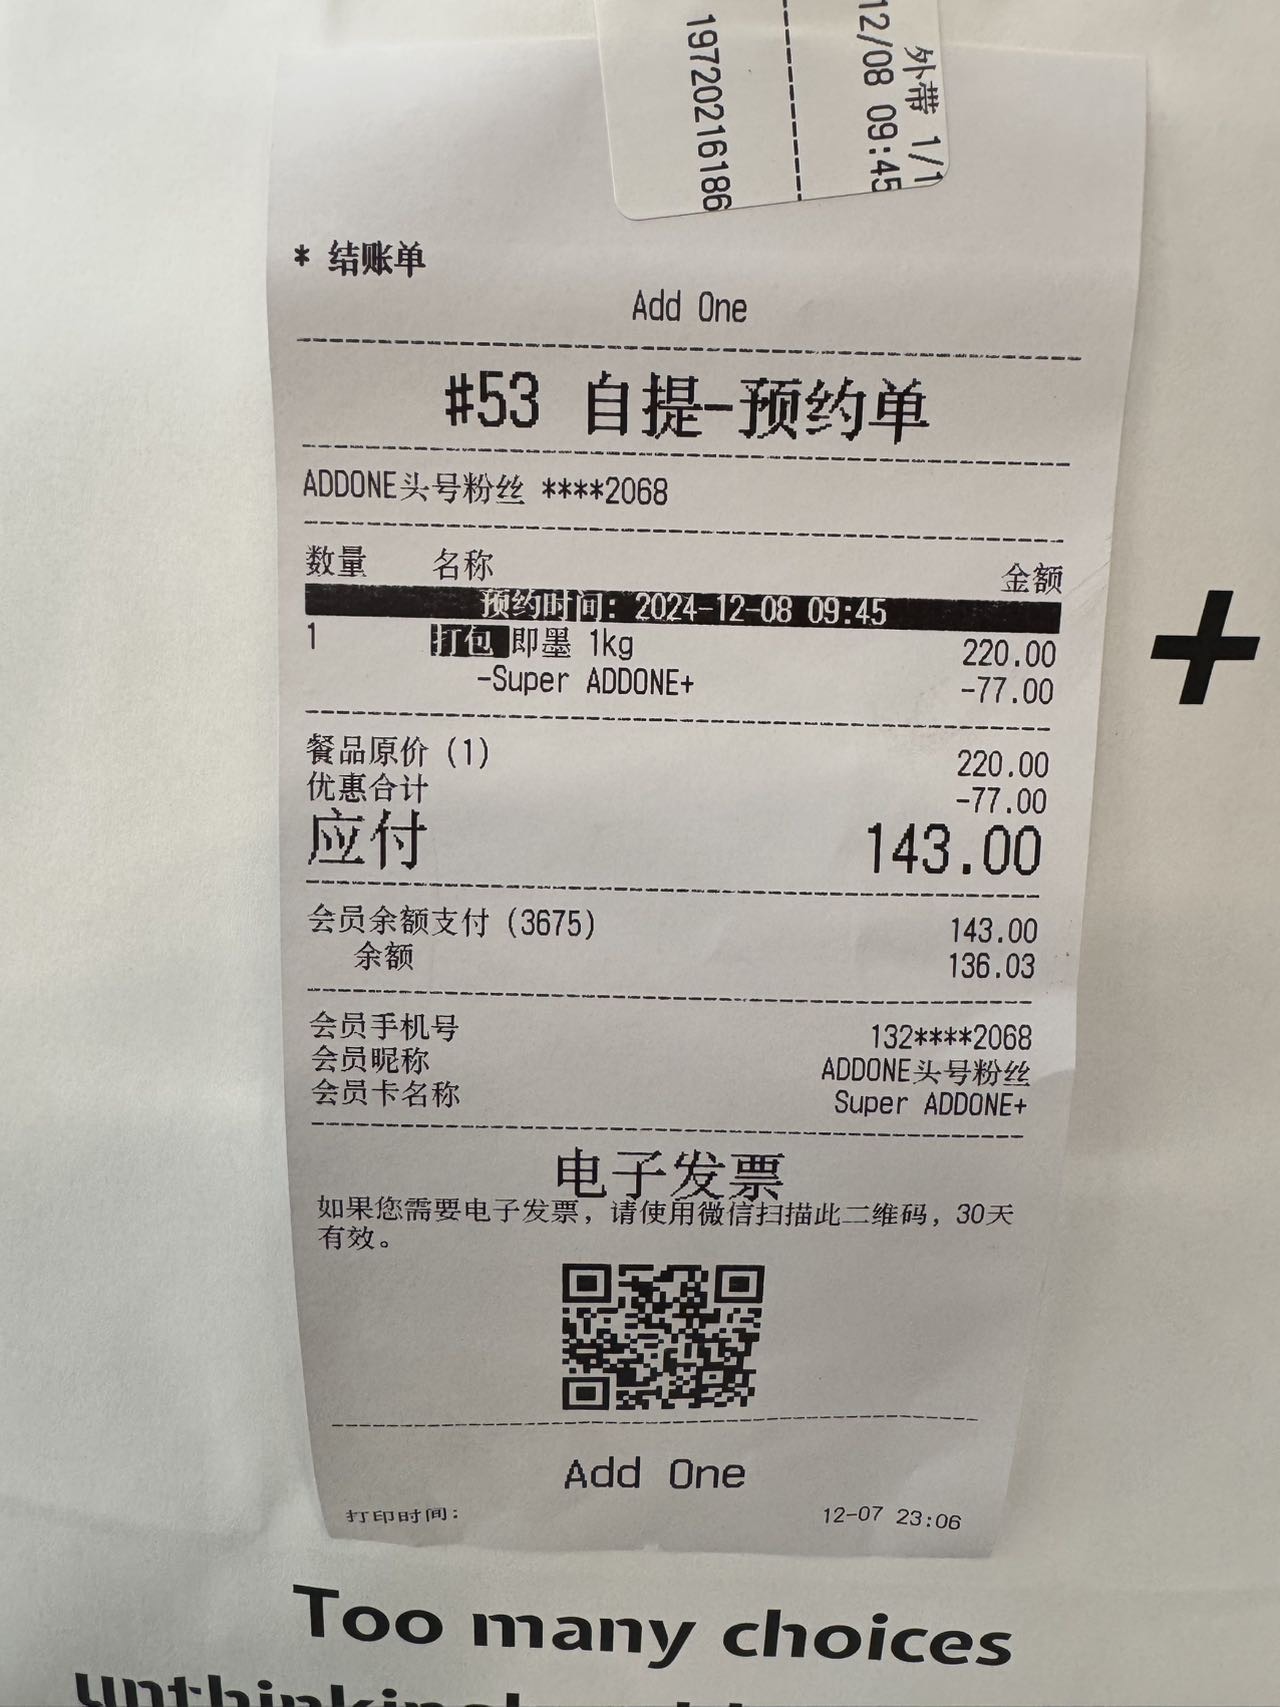 外带 1/1
12/08 09:45
19720216186
* 结账单
Add One
#53 自提-预约单
ADDONE头号粉丝 ****2068
数量 名称 金额
预约时间: 2024-12-08 09:45
1 打包 即墨 1kg 220.00
-Super ADDONE+ -77.00
餐品原价 (1) 220.00
优惠合计 -77.00
应付 143.00
会员余额支付 (3675) 143.00
余额 136.03
会员手机号 132****2068
会员昵称 ADDONE头号粉丝
会员卡名称 Super ADDONE+
电子发票
如果您需要电子发票，请使用微信扫描此二维码，30天
有效。
Add One
打印时间: 12-07 23:06
+
Too many choices